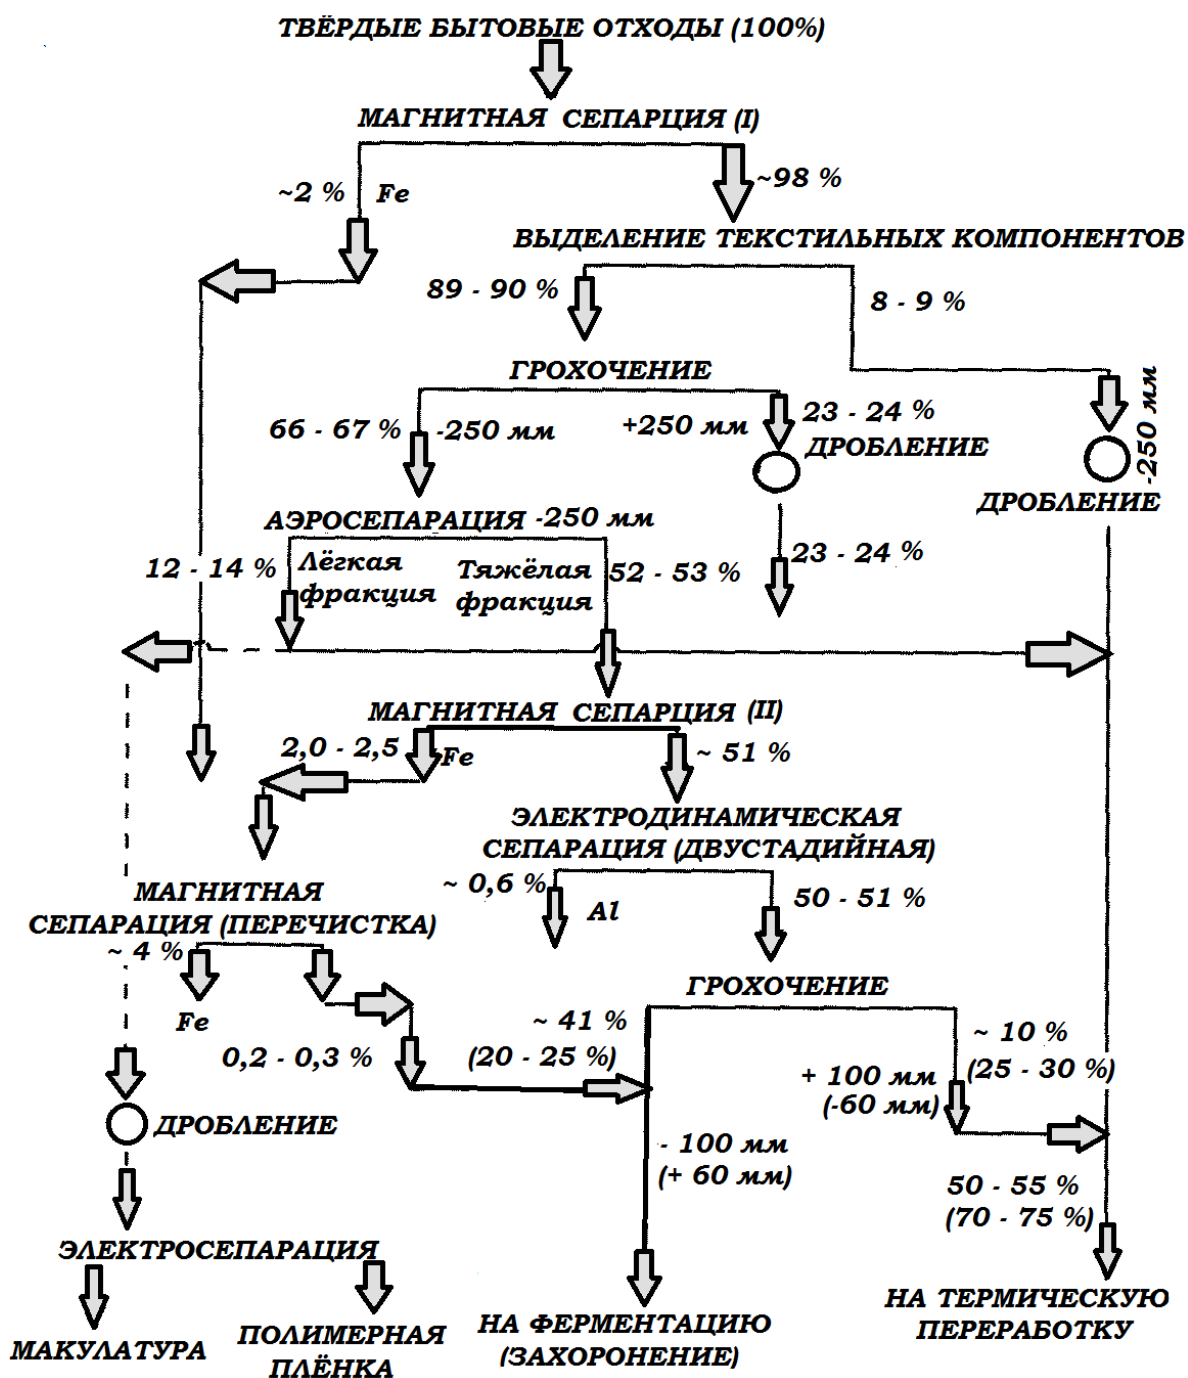 ТВЁРДЫЕ БЫТОВЫЕ ОТХОДЫ (100%)
МАГНИТНАЯ СЕПАРЦИЯ (I)
~2 % Fe
~98 %
ВЫДЕЛЕНИЕ ТЕКСТИЛЬНЫХ КОМПОНЕНТОВ
89 - 90 %
8 - 9 %
ГРОХОЧЕНИЕ
66 - 67 %
-250 мм
+250 мм
23 - 24 %
ДРОБЛЕНИЕ
-250 мм
ДРОБЛЕНИЕ
АЭРОСЕПАРАЦИЯ -250 мм
12 - 14 %
Лёгкая
фракция
Тяжёлая
фракция
52 - 53 %
23 - 24 %
МАГНИТНАЯ СЕПАРЦИЯ (II)
2,0 - 2,5
Fe
~ 51 %
ЭЛЕКТРОДИНАМИЧЕСКАЯ
СЕПАРАЦИЯ (ДВУСТАДИЙНАЯ)
~ 0,6 %
Al
50 - 51 %
МАГНИТНАЯ
СЕПАРАЦИЯ (ПЕРЕЧИСТКА)
~ 4 %
Fe
0,2 - 0,3 %
ГРОХОЧЕНИЕ
~ 41 %
(20 - 25 %)
~ 10 %
(25 - 30 %)
+ 100 мм
(-60 мм)
- 100 мм
(+ 60 мм)
50 - 55 %
(70 - 75 %)
ДРОБЛЕНИЕ
ЭЛЕКТРОСЕПАРАЦИЯ
МАКУЛАТУРА
ПОЛИМЕРНАЯ
ПЛЁНКА
НА ФЕРМЕНТАЦИЮ
(ЗАХОРОНЕНИЕ)
НА ТЕРМИЧЕСКУЮ
ПЕРЕРАБОТКУ